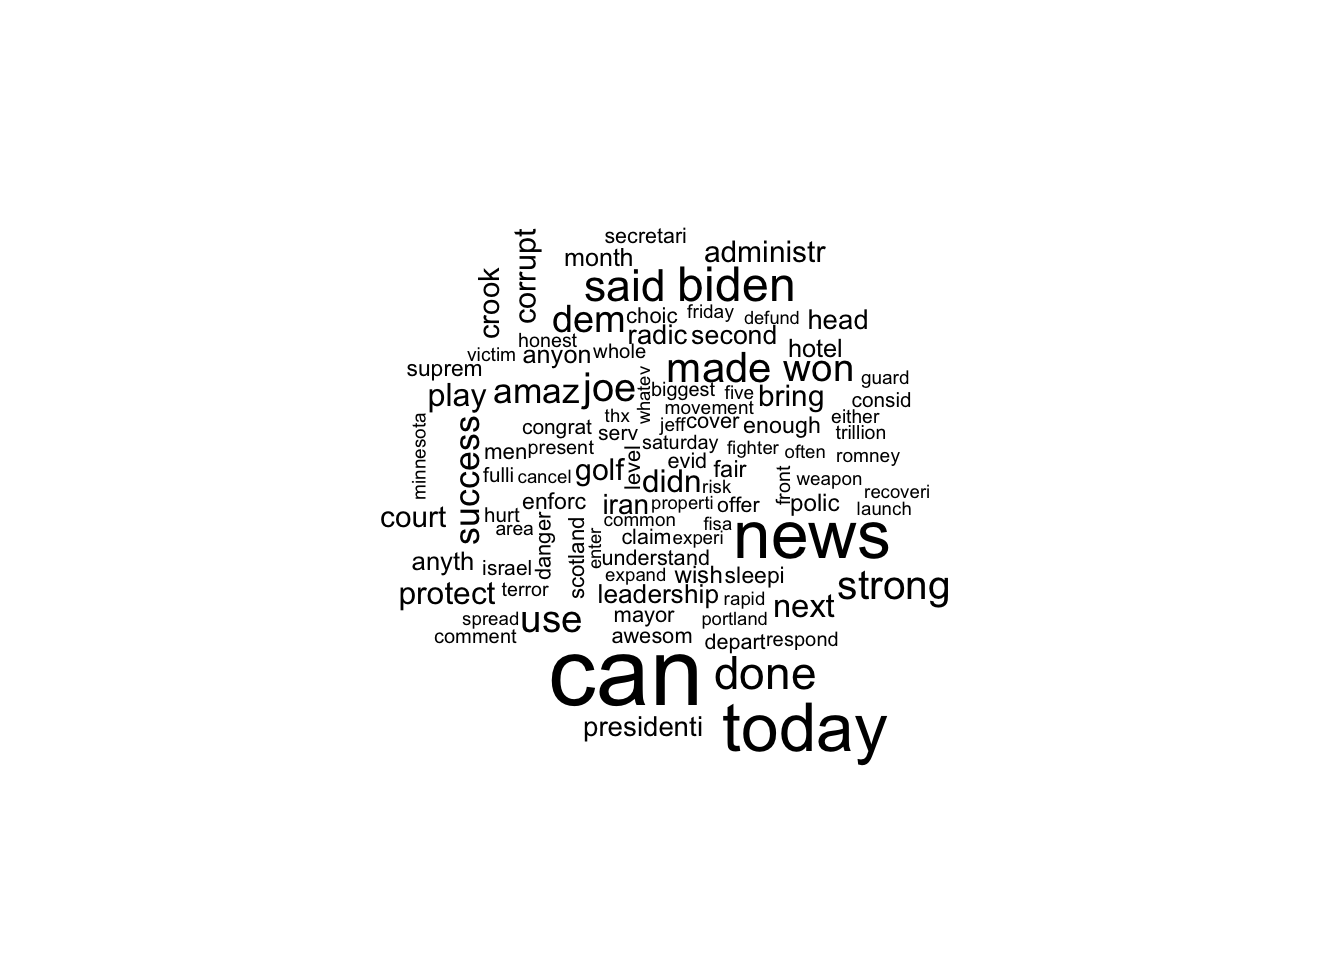 secretari
month
administr
corrupt
crook
said
biden
dem
choic
friday
defund
head
radic
second
honest
hotel
victim
anyon
whole
suprem
made
won
guard
play
amaz
joe
whatev
biggest
five
bring
consid
movement
either
minnesota
success
congrat
thx
serv
jeff
cover
enough
trillion
men
present
saturday
fighter
often
romney
level
evid
fair
fulli
cancel
golf
didn
risk
front
weapon
recoveri
enforc
iran
properti
offer
polic
launch
court
hurt
area
common
fisa
news
danger
scotland
enter
claim
experi
understand
anyth
israel
expand
wish
sleepi
strong
protect
terror
leadership
rapid
next
spread
use
mayor
portland
comment
awesom
depart
respond
can
done
presidenti
today